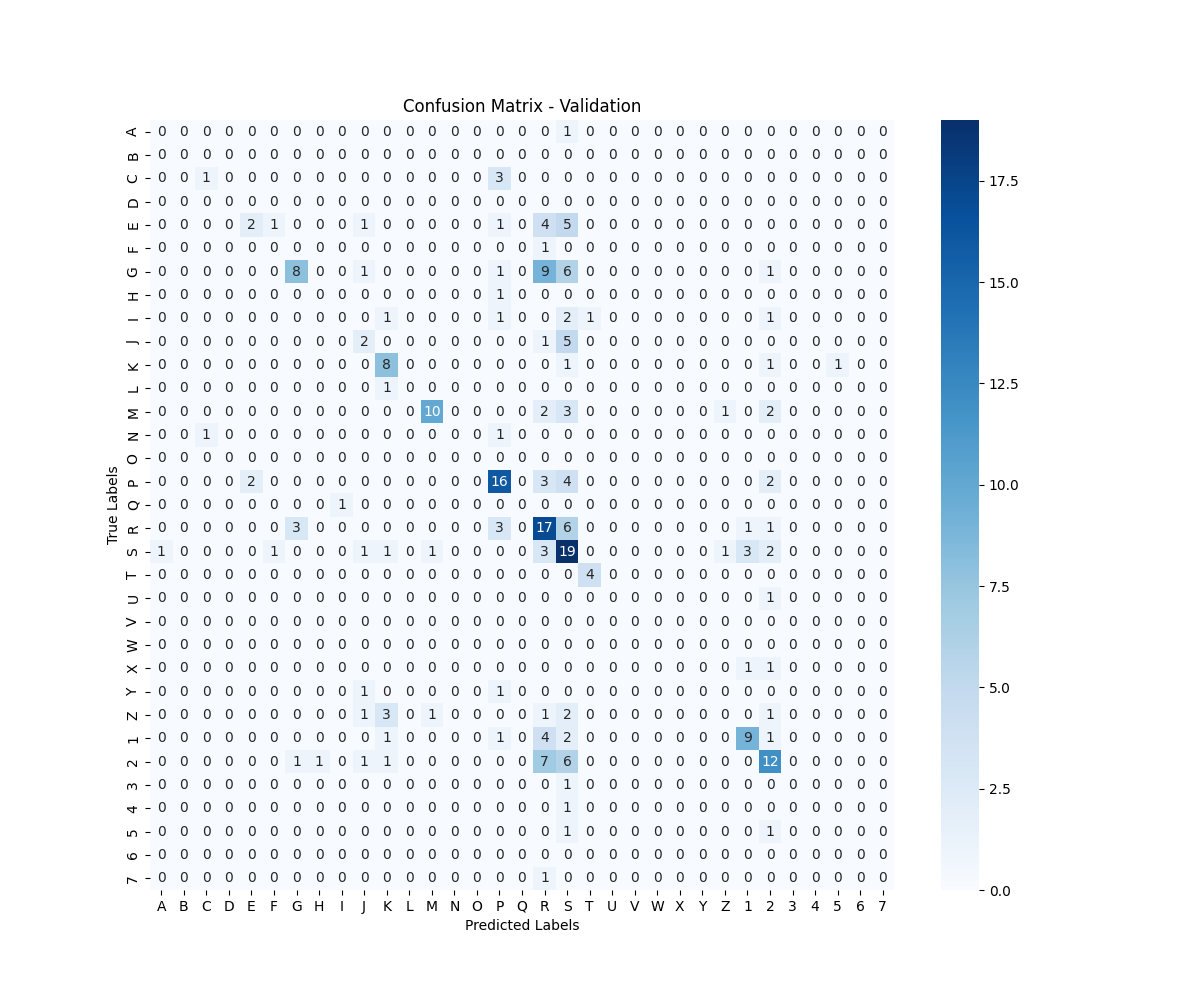 Confusion Matrix - Validation
A 0 0 0 0 0 0 0 0 0 0 0 0 0 0 0 0 0 0 1 0 0 0 0 0 0 0 0 0 0 0 0 0 0
B 0 0 0 0 0 0 0 0 0 0 0 0 0 0 0 0 0 0 0 0 0 0 0 0 0 0 0 0 0 0 0 0 0
C 0 0 1 0 0 0 0 0 0 0 0 0 0 0 0 3 0 0 0 0 0 0 0 0 0 0 0 0 0 0 0 0 0
D 0 0 0 0 0 0 0 0 0 0 0 0 0 0 0 0 0 0 0 0 0 0 0 0 0 0 0 0 0 0 0 0 0
E 0 0 0 0 2 1 0 0 0 1 0 0 0 0 0 1 0 4 5 0 0 0 0 0 0 0 0 0 0 0 0 0 0
F 0 0 0 0 0 0 0 0 0 0 0 0 0 0 0 0 0 1 0 0 0 0 0 0 0 0 0 0 0 0 0 0 0
G 0 0 0 0 0 0 8 0 0 1 0 0 0 0 0 1 0 9 6 0 0 0 0 0 0 0 0 1 0 0 0 0 0
H 0 0 0 0 0 0 0 0 0 0 0 0 0 0 0 1 0 0 0 0 0 0 0 0 0 0 0 0 0 0 0 0 0
I 0 0 0 0 0 0 0 0 0 0 1 0 0 0 0 1 0 0 2 1 0 0 0 0 0 0 0 1 0 0 0 0 0
J 0 0 0 0 0 0 0 0 0 2 0 0 0 0 0 0 0 1 5 0 0 0 0 0 0 0 0 0 0 0 0 0 0
K 0 0 0 0 0 0 0 0 0 0 8 0 0 0 0 0 0 0 1 0 0 0 0 0 0 0 0 1 0 0 1 0 0
L 0 0 0 0 0 0 0 0 0 0 1 0 0 0 0 0 0 0 0 0 0 0 0 0 0 0 0 0 0 0 0 0 0
M 0 0 0 0 0 0 0 0 0 0 0 0 10 0 0 0 0 2 3 0 0 0 0 0 0 1 0 2 0 0 0 0 0
N 0 0 1 0 0 0 0 0 0 0 0 0 0 0 0 1 0 0 0 0 0 0 0 0 0 0 0 0 0 0 0 0 0
O 0 0 0 0 0 0 0 0 0 0 0 0 0 0 0 0 0 0 0 0 0 0 0 0 0 0 0 0 0 0 0 0 0
P 0 0 0 0 2 0 0 0 0 0 0 0 0 0 0 16 0 3 4 0 0 0 0 0 0 0 0 2 0 0 0 0 0
Q 0 0 0 0 0 0 0 0 1 0 0 0 0 0 0 0 0 0 0 0 0 0 0 0 0 0 0 0 0 0 0 0 0
R 0 0 0 0 0 0 3 0 0 0 0 0 0 0 0 3 0 17 6 0 0 0 0 0 0 0 1 1 0 0 0 0 0
S 1 0 0 0 0 1 0 0 0 1 1 0 1 0 0 0 0 3 19 0 0 0 0 0 0 1 3 2 0 0 0 0 0
T 0 0 0 0 0 0 0 0 0 0 0 0 0 0 0 0 0 0 0 4 0 0 0 0 0 0 0 0 0 0 0 0 0
U 0 0 0 0 0 0 0 0 0 0 0 0 0 0 0 0 0 0 0 0 0 0 0 0 0 0 0 1 0 0 0 0 0
V 0 0 0 0 0 0 0 0 0 0 0 0 0 0 0 0 0 0 0 0 0 0 0 0 0 0 0 0 0 0 0 0 0
W 0 0 0 0 0 0 0 0 0 0 0 0 0 0 0 0 0 0 0 0 0 0 0 0 0 0 0 0 0 0 0 0 0
X 0 0 0 0 0 0 0 0 0 0 0 0 0 0 0 0 0 0 0 0 0 0 0 0 0 0 1 1 0 0 0 0 0
Y 0 0 0 0 0 0 0 0 0 1 0 0 0 0 0 1 0 0 0 0 0 0 0 0 0 0 0 0 0 0 0 0 0
Z 0 0 0 0 0 0 0 0 0 1 3 0 1 0 0 0 0 1 2 0 0 0 0 0 0 0 0 1 0 0 0 0 0
1 0 0 0 0 0 0 0 0 0 0 1 0 0 0 0 1 0 4 2 0 0 0 0 0 0 0 9 1 0 0 0 0 0
2 0 0 0 0 0 0 1 1 0 1 1 0 0 0 0 0 0 7 6 0 0 0 0 0 0 0 0 12 0 0 0 0 0
3 0 0 0 0 0 0 0 0 0 0 0 0 0 0 0 0 0 0 1 0 0 0 0 0 0 0 0 0 0 0 0 0 0
4 0 0 0 0 0 0 0 0 0 0 0 0 0 0 0 0 0 0 1 0 0 0 0 0 0 0 0 0 0 0 0 0 0
5 0 0 0 0 0 0 0 0 0 0 0 0 0 0 0 0 0 0 1 0 0 0 0 0 0 0 0 1 0 0 0 0 0
6 0 0 0 0 0 0 0 0 0 0 0 0 0 0 0 0 0 0 0 0 0 0 0 0 0 0 0 0 0 0 0 0 0
7 0 0 0 0 0 0 0 0 0 0 0 0 0 0 0 0 0 1 0 0 0 0 0 0 0 0 0 0 0 0 0 0 0
A B C D E F G H I J K L M N O P Q R S T U V W X Y Z 1 2 3 4 5 6 7
True Labels
Predicted Labels
17.5
15.0
12.5
10.0
7.5
5.0
2.5
0.0